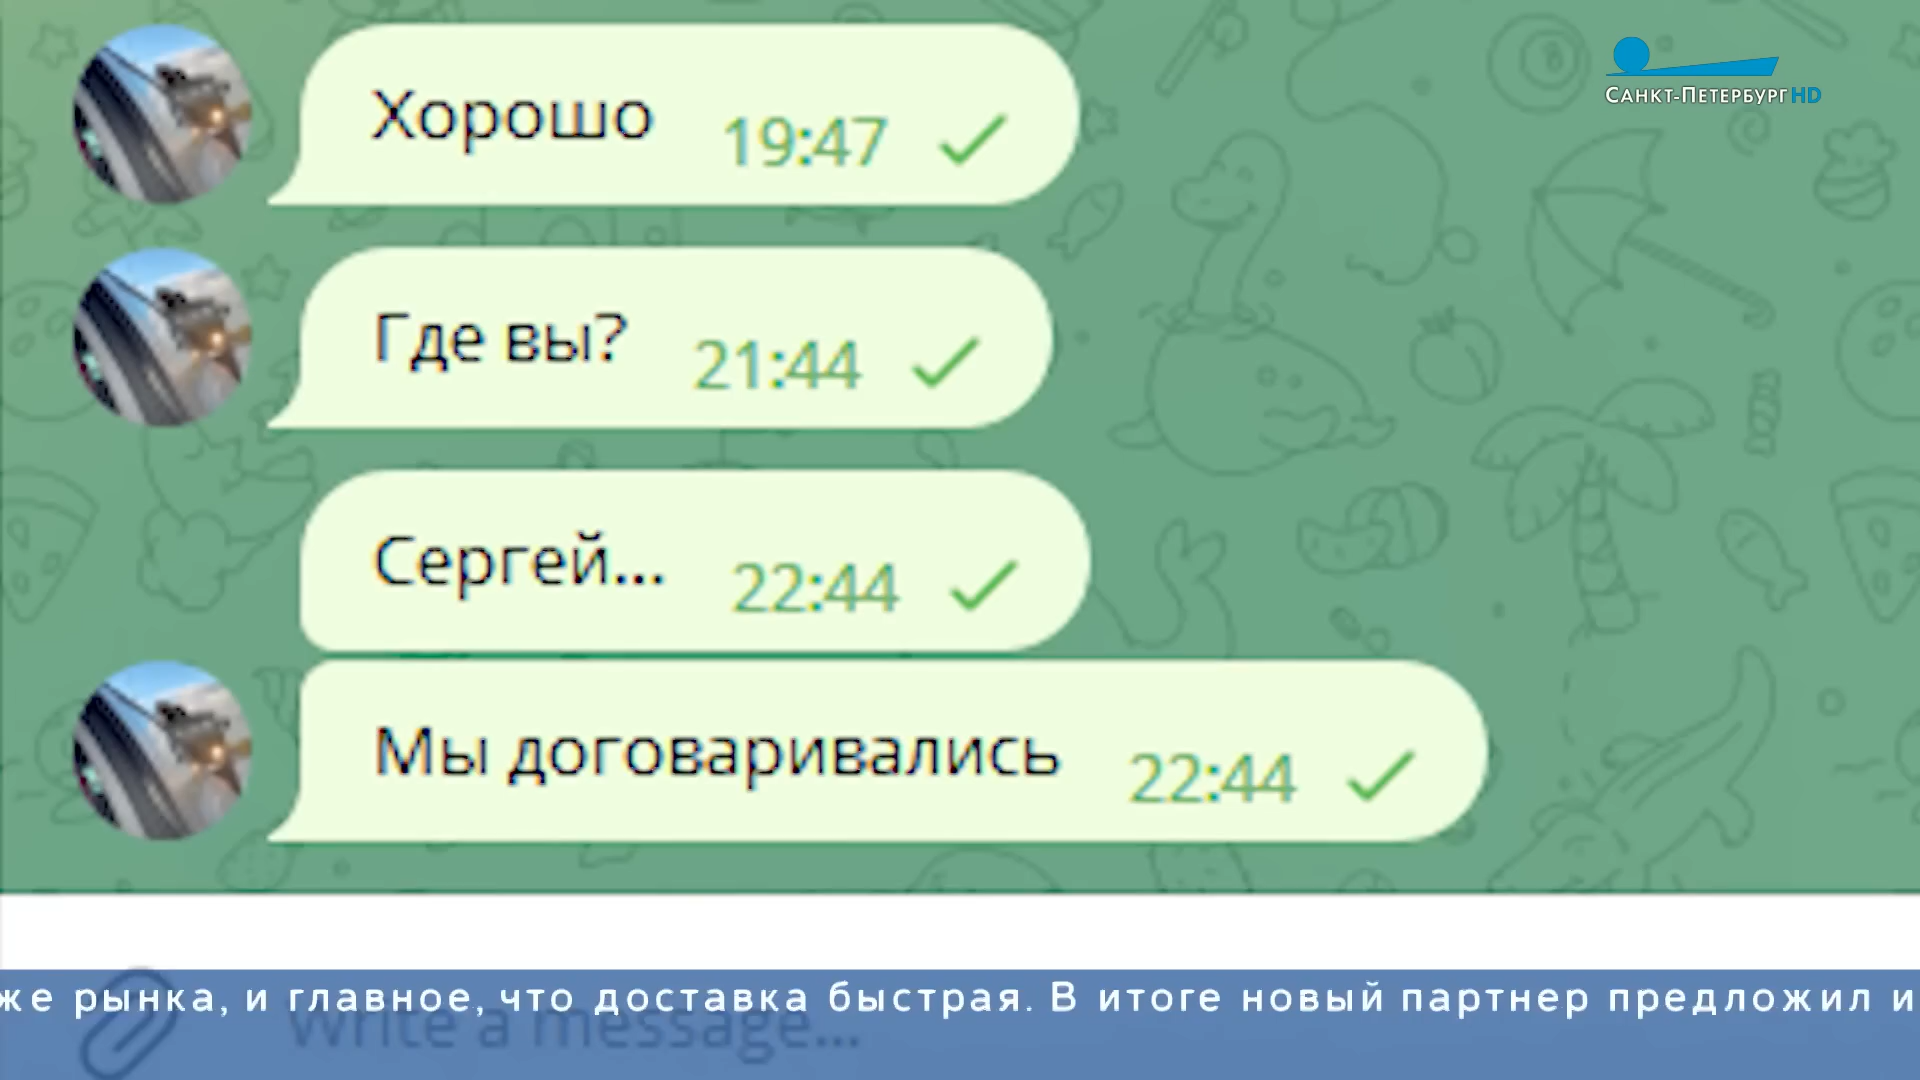 Хорошо 19:47
САНКТ-ПЕТЕРБУРГ HD
Где вы? 21:44
Сергей... 22:44
Мы договаривались 22:44
же рынка, и главное, что доставка быстрая. В итоге новый партнер предложил и
Write a message...